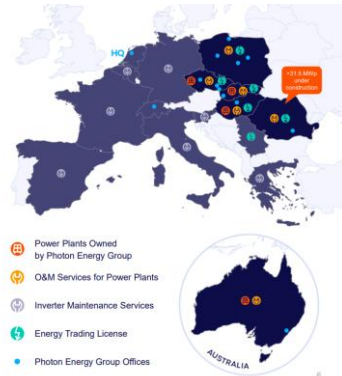 HQ
+31.5 MWp
under
construction
Power Plants Owned
by Photon Energy Group
O&M Services for Power Plants
Inverter Maintenance Services
Energy Trading License
Photon Energy Group Offices
AUSTRALIA